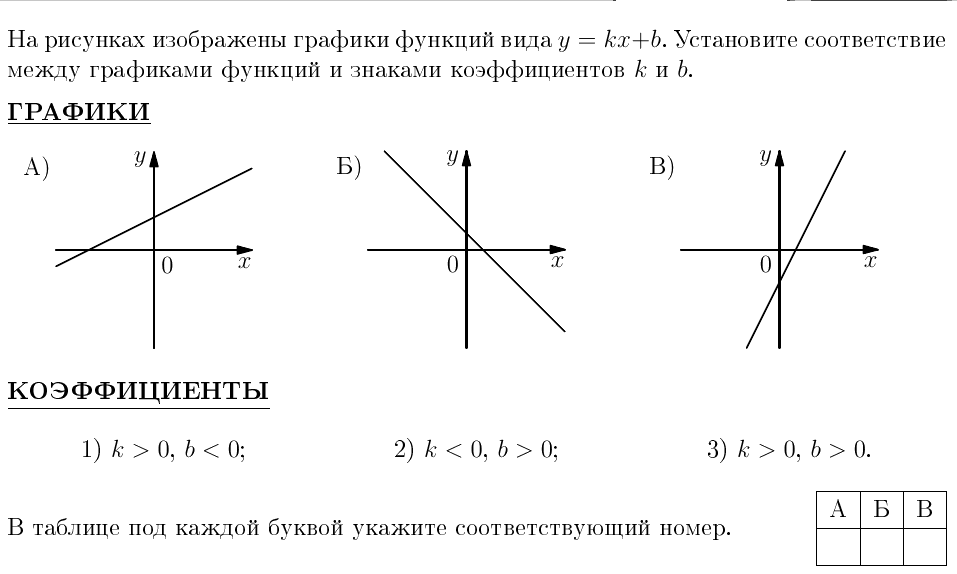 На рисунках изображены графики функций вида y = kx+b. Установите соответствие
между графиками функций и знаками коэффициентов k и b.
ГРАФИКИ
А) y 0 x Б) y 0 x В) y 0 x
КОЭФФИЦИЕНТЫ
1) k > 0, b < 0; 2) k < 0, b > 0; 3) k > 0, b > 0.
А Б В
В таблице под каждой буквой укажите соответствующий номер.